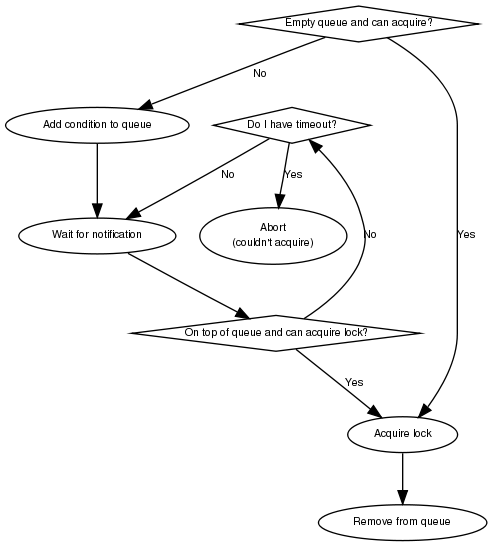 Empty queue and can acquire?
No
Add condition to queue
Do I have timeout?
No
Yes
Abort
(couldn't acquire)
Wait for notification
No
Yes
On top of queue and can acquire lock?
Yes
Acquire lock
Remove from queue